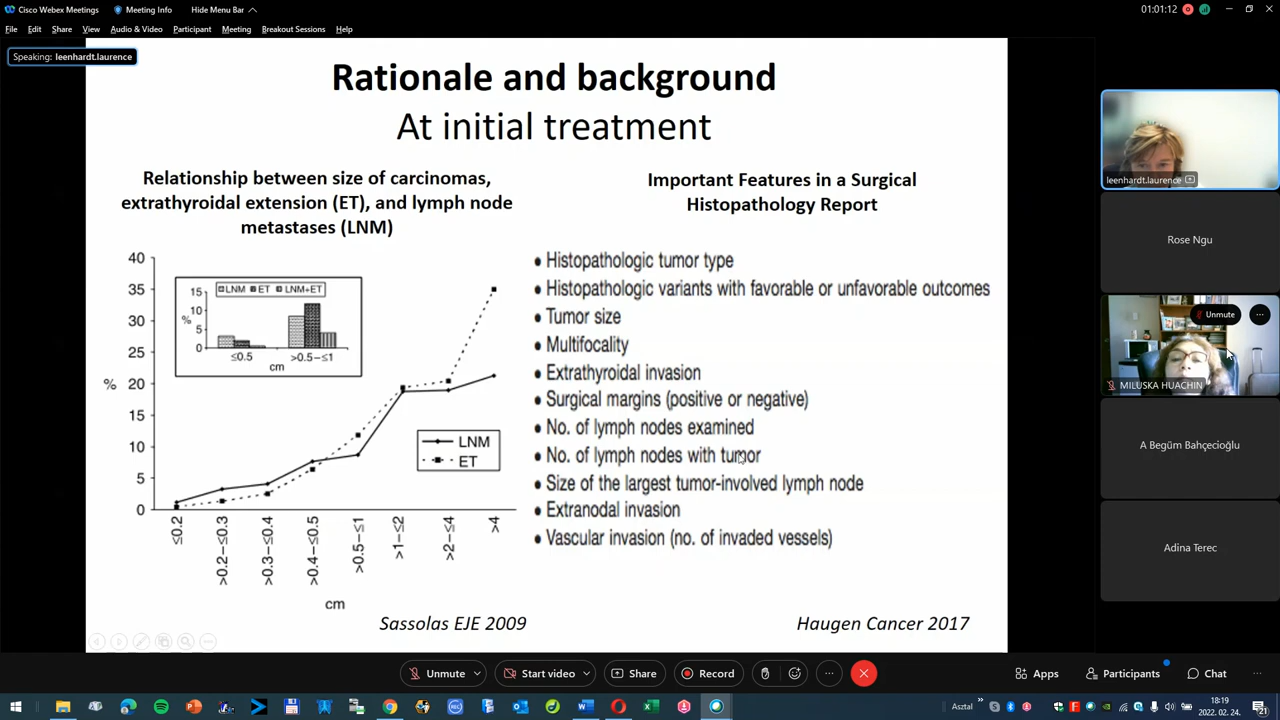 Cisco Webex Meetings
Meeting Info
Hide Menu Bar
01:01:12
File Edit Share View Audio & Video Participant Meeting Breakout Sessions Help
Speaking: leenhardt.laurence
Rationale and background
At initial treatment
Relationship between size of carcinomas,
extrathyroidal extension (ET), and lymph node
metastases (LNM)
40
35
30
25
20
15
10
5
0
%
15
10
5
0
%
LNM ET LNM+ET
≤0.5
>0.5–≤1
cm
LNM
ET
≤0.2
>0.2–≤0.3
>0.3–≤0.4
>0.4–≤0.5
>0.5–≤1
>1–≤2
>2–≤4
>4
cm
Sassolas EJE 2009
Important Features in a Surgical
Histopathology Report
• Histopathologic tumor type
• Histopathologic variants with favorable or unfavorable outcomes
• Tumor size
• Multifocality
• Extrathyroidal invasion
• Surgical margins (positive or negative)
• No. of lymph nodes examined
• No. of lymph nodes with tumor
• Size of the largest tumor-involved lymph node
• Extranodal invasion
• Vascular invasion (no. of invaded vessels)
Haugen Cancer 2017
leenhardt.laurence
Rose Ngu
Unmute
MILUSKA HUACHIN
A Begüm Bahçecioğlu
Adina Terec
Unmute
Start video
Share
Record
Apps
Participants
Chat
Asztal
18:19
2022. 02. 24.